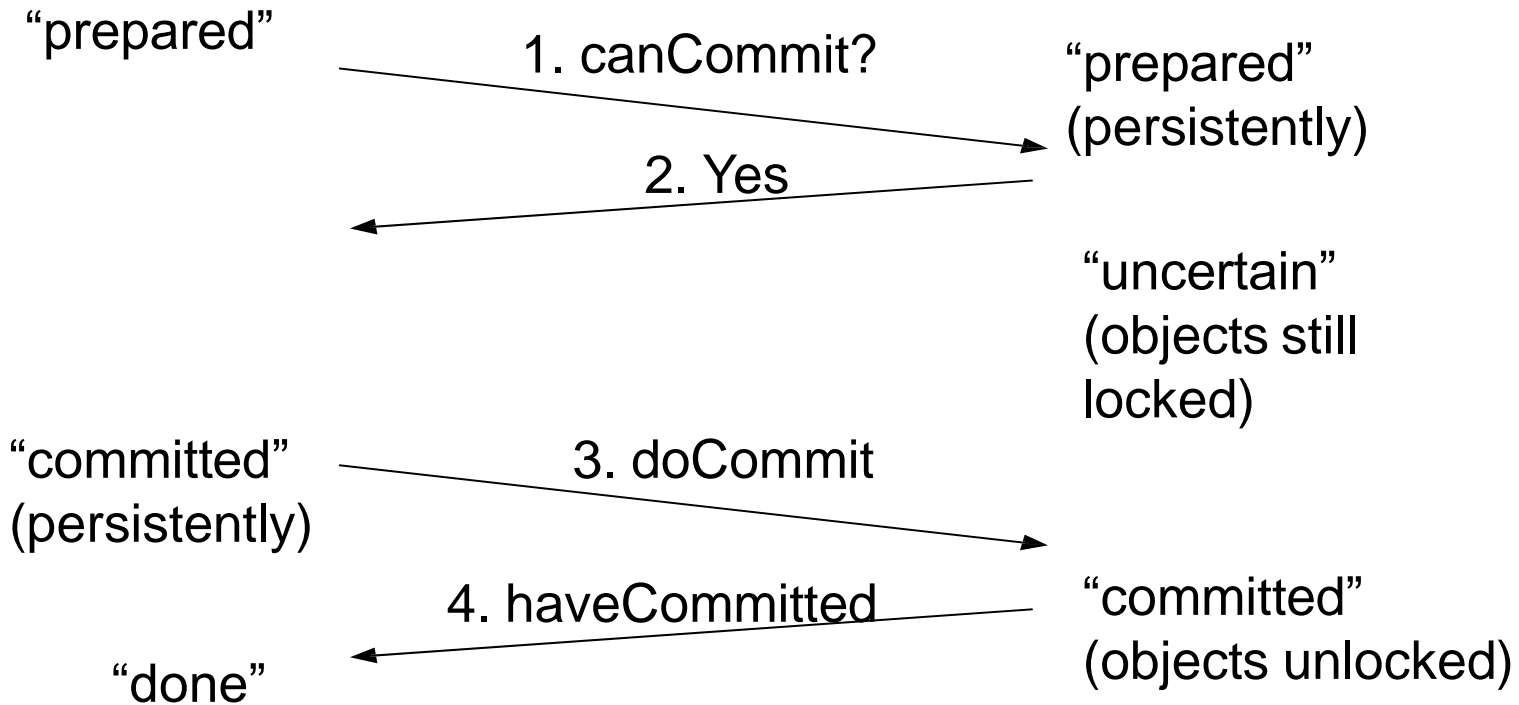 “prepared”
1. canCommit?
“prepared”
(persistently)
2. Yes
“uncertain”
(objects still
locked)
“committed”
(persistently)
3. doCommit
4. haveCommitted
“committed”
(objects unlocked)
“done”